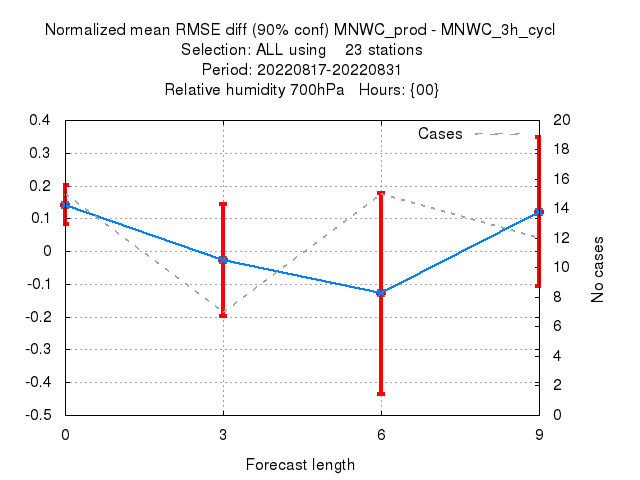 Normalized mean RMSE diff (90% conf) MNWC_prod - MNWC_3h_cycl
Selection: ALL using    23 stations
Period: 20220817-20220831
Relative humidity 700hPa   Hours: {00}
Cases
0.4
0.3
0.2
0.1
0
-0.1
-0.2
-0.3
-0.4
-0.5
20
18
16
14
12
10
8
6
4
2
0
No cases
0 3 6 9
Forecast length